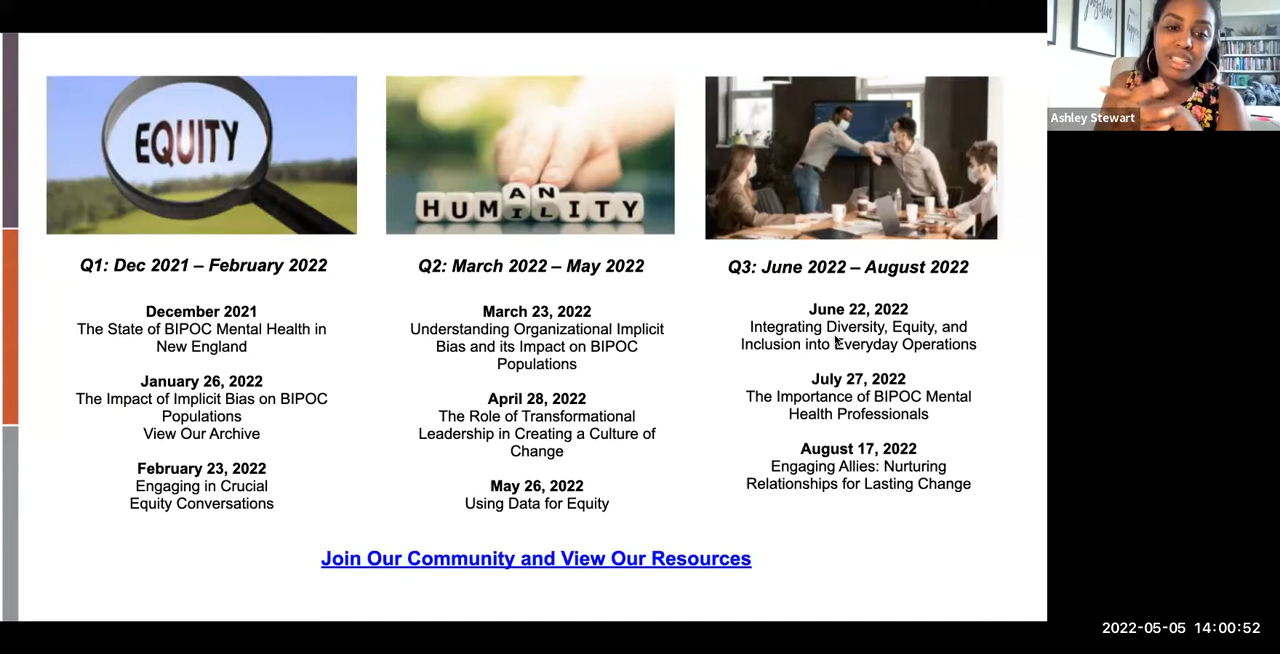 positive
Ashley Stewart
EQUITY
AN
HUMILITY
Q1: Dec 2021 – February 2022
December 2021
The State of BIPOC Mental Health in
New England
January 26, 2022
The Impact of Implicit Bias on BIPOC
Populations
View Our Archive
February 23, 2022
Engaging in Crucial
Equity Conversations
Q2: March 2022 – May 2022
March 23, 2022
Understanding Organizational Implicit
Bias and its Impact on BIPOC
Populations
April 28, 2022
The Role of Transformational
Leadership in Creating a Culture of
Change
May 26, 2022
Using Data for Equity
Q3: June 2022 – August 2022
June 22, 2022
Integrating Diversity, Equity, and
Inclusion into Everyday Operations
July 27, 2022
The Importance of BIPOC Mental
Health Professionals
August 17, 2022
Engaging Allies: Nurturing
Relationships for Lasting Change
Join Our Community and View Our Resources
2022-05-05 14:00:52